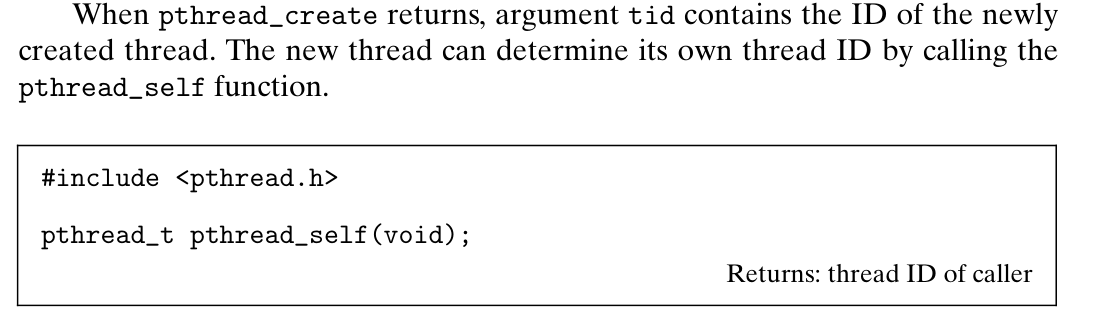 When pthread_create returns, argument tid contains the ID of the newly
created thread. The new thread can determine its own thread ID by calling the
pthread_self function.
#include <pthread.h>
pthread_t pthread_self(void);
Returns: thread ID of caller